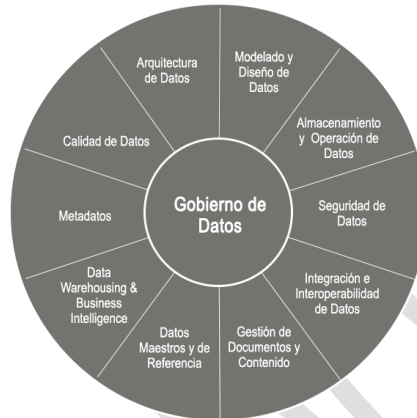 Gobierno de
Datos
Arquitectura
de Datos
Modelado y
Diseño de
Datos
Almacenamiento
y Operación de
Datos
Seguridad de
Datos
Integración e
Interoperabilidad
de Datos
Gestión de
Documentos y
Contenido
Datos
Maestros y de
Referencia
Data
Warehousing &
Business
Intelligence
Metadatos
Calidad de Datos